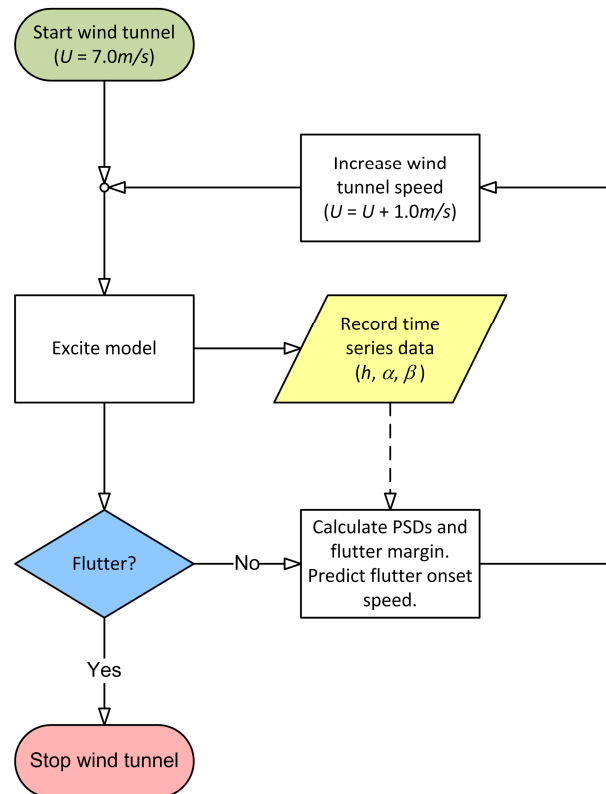 Start wind tunnel
(U = 7.0m/s)
Increase wind
tunnel speed
(U = U + 1.0m/s)
Excite model
Record time
series data
(h, α, β)
Flutter?
No
Calculate PSDs and
flutter margin.
Predict flutter onset
speed.
Yes
Stop wind tunnel